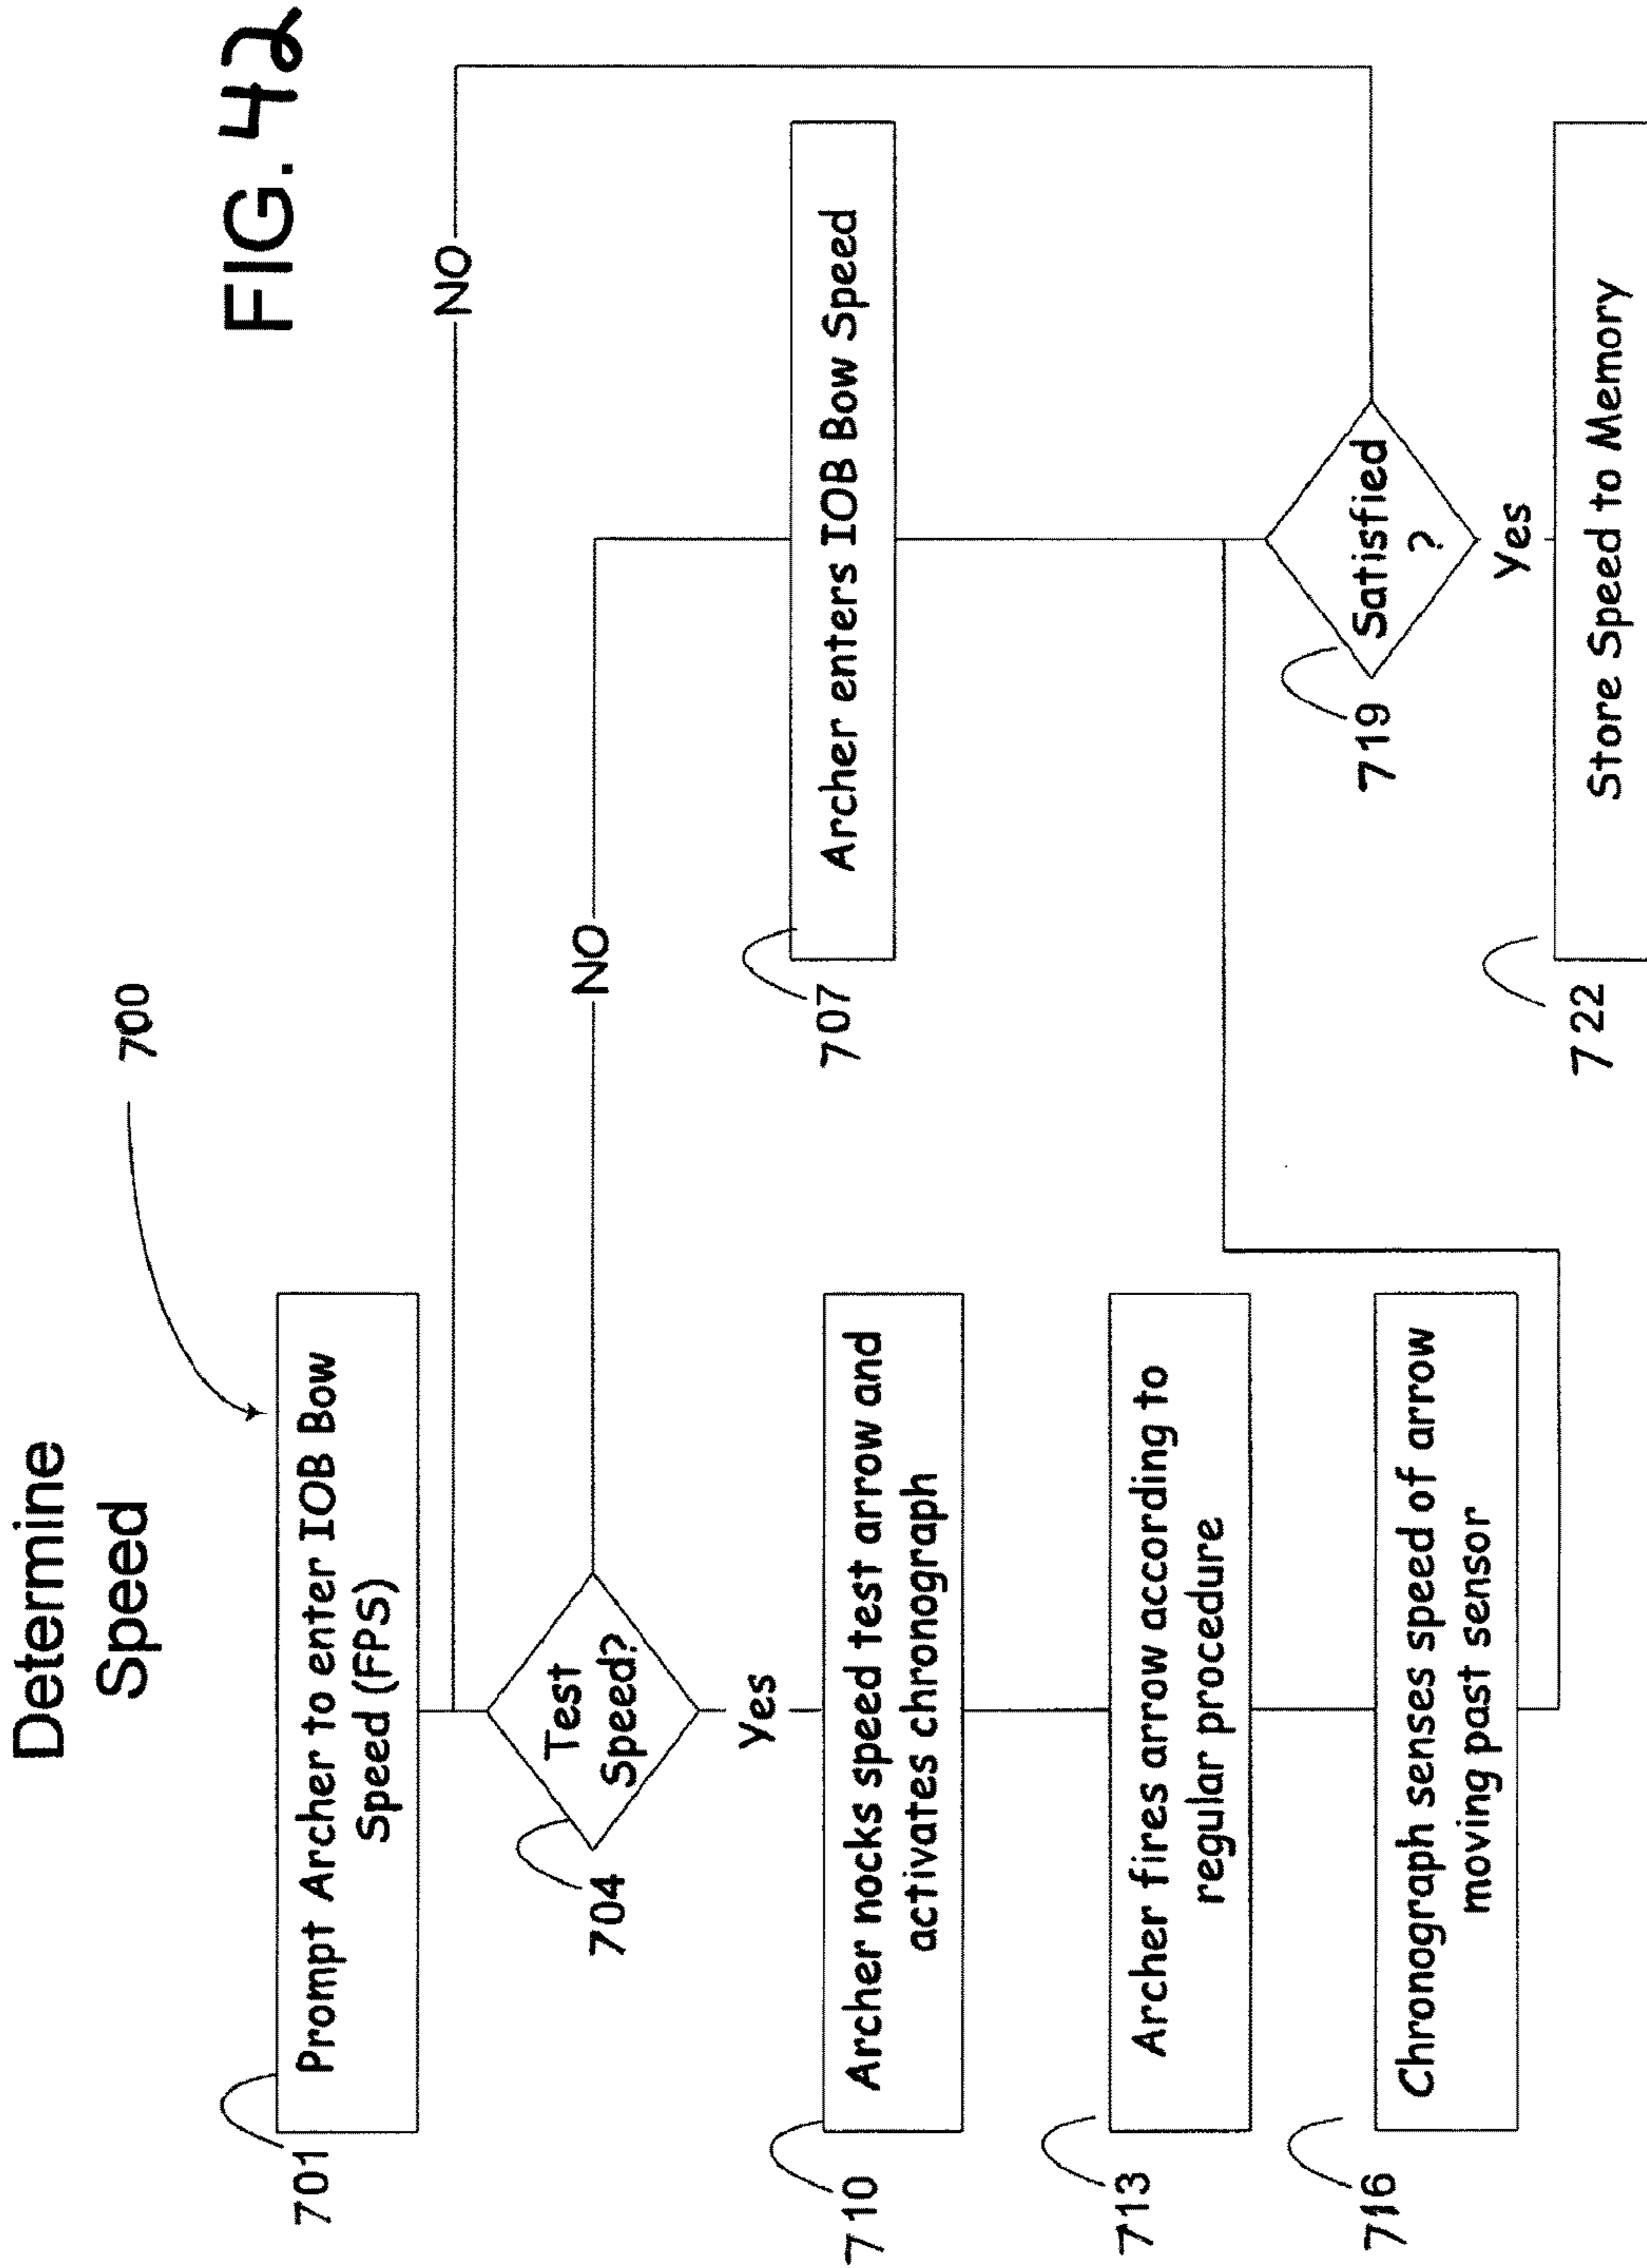 Determine
Speed
FIG. 42
700
701
Prompt Archer to enter IOB Bow
Speed (FPS)
NO
704
Test
Speed?
NO
Yes
707
Archer enters IOB Bow Speed
710
Archer nocks speed test arrow and
activates chronograph
713
Archer fires arrow according to
regular procedure
716
Chronograph senses speed of arrow
moving past sensor
719
Satisfied
?
Yes
722
Store Speed to Memory